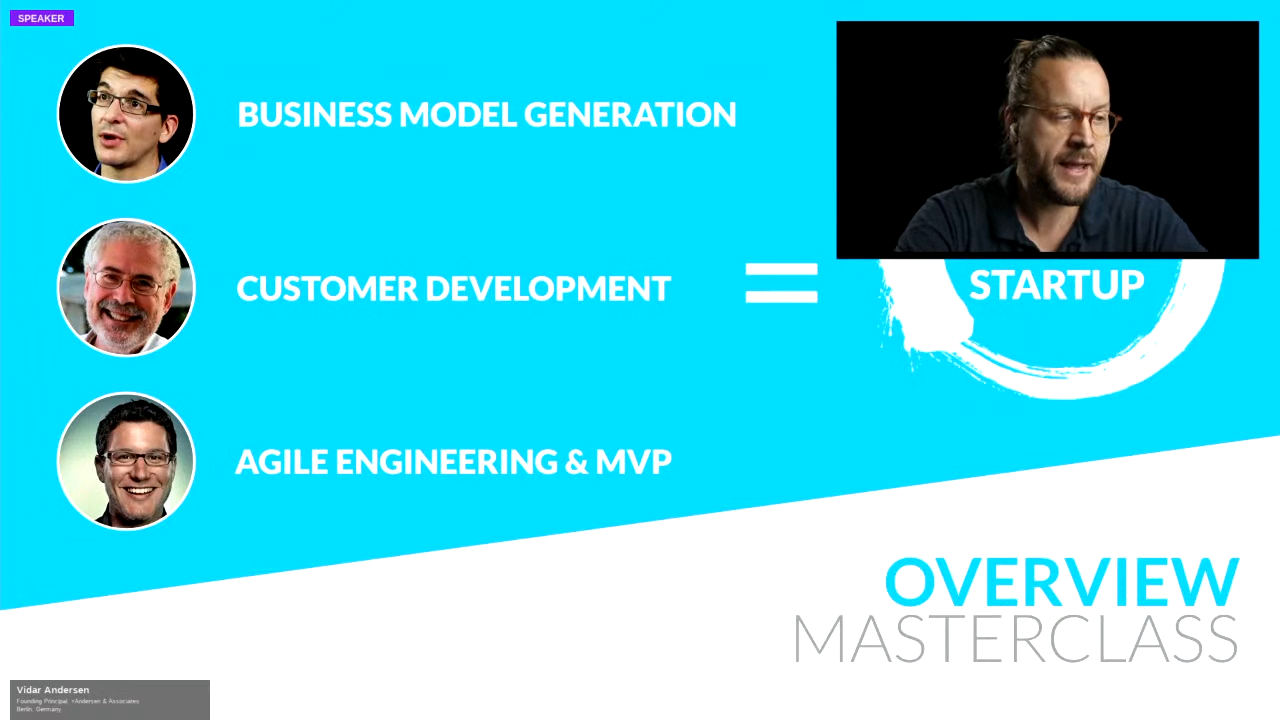 SPEAKER
BUSINESS MODEL GENERATION
CUSTOMER DEVELOPMENT
=
STARTUP
AGILE ENGINEERING & MVP
OVERVIEW
MASTERCLASS
Vidar Andersen
Founding Principal, +Andersen & Associates
Berlin, Germany.